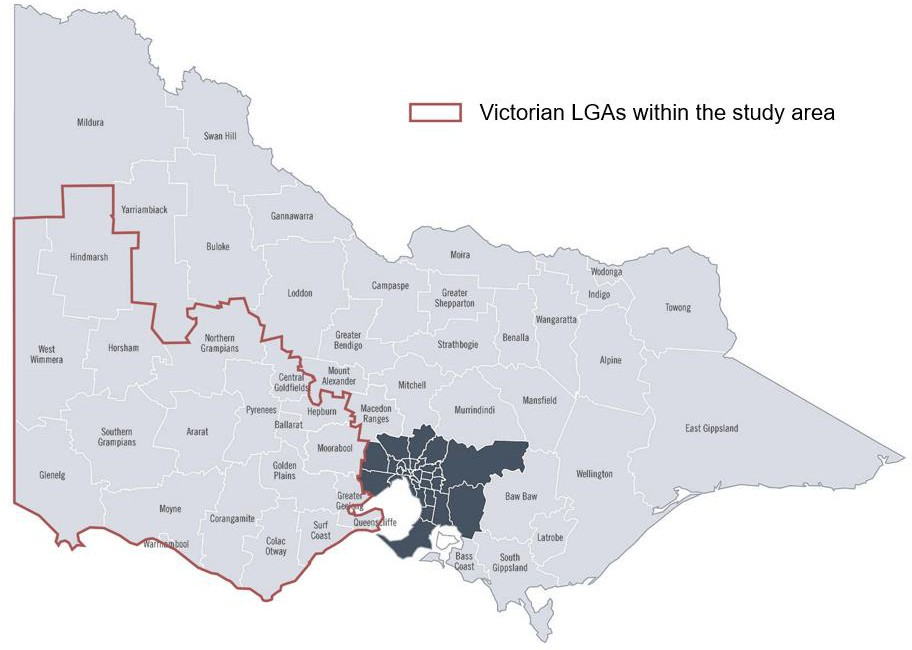 Victorian LGAs within the study area
Mildura
Swan Hill
Yarriambiack
Gannawarra
Buloke
Hindmarsh
Moira
Wodonga
Campaspe
Loddon
Greater
Shepparton
Indigo
Towong
Wangaratta
Benalla
Northern
Grampians
Greater
Bendigo
Strathbogie
West
Wimmera
Horsham
Alpine
Mount
Alexander
Central
Goldfields
Mitchell
Mansfield
Pyrenees
Hepburn
Macedon
Ranges
Murrindindi
Ballarat
Southern
Grampians
Ararat
East Gippsland
Moorabool
Glenelg
Golden
Plains
Wellington
Greater
Geelong
Baw Baw
Moyne
Corangamite
Queenscliffe
Surf
Coast
Latrobe
Warrnambool
Colac
Otway
Bass
Coast
South
Gippsland